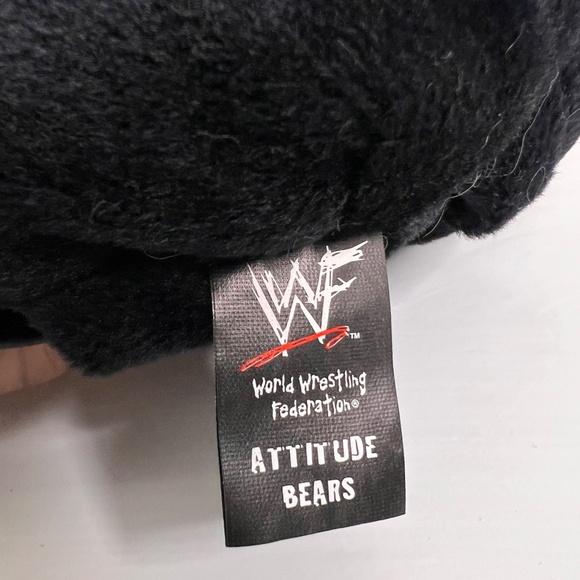 WF
TM
World Wrestling
Federation®
ATTITUDE
BEARS